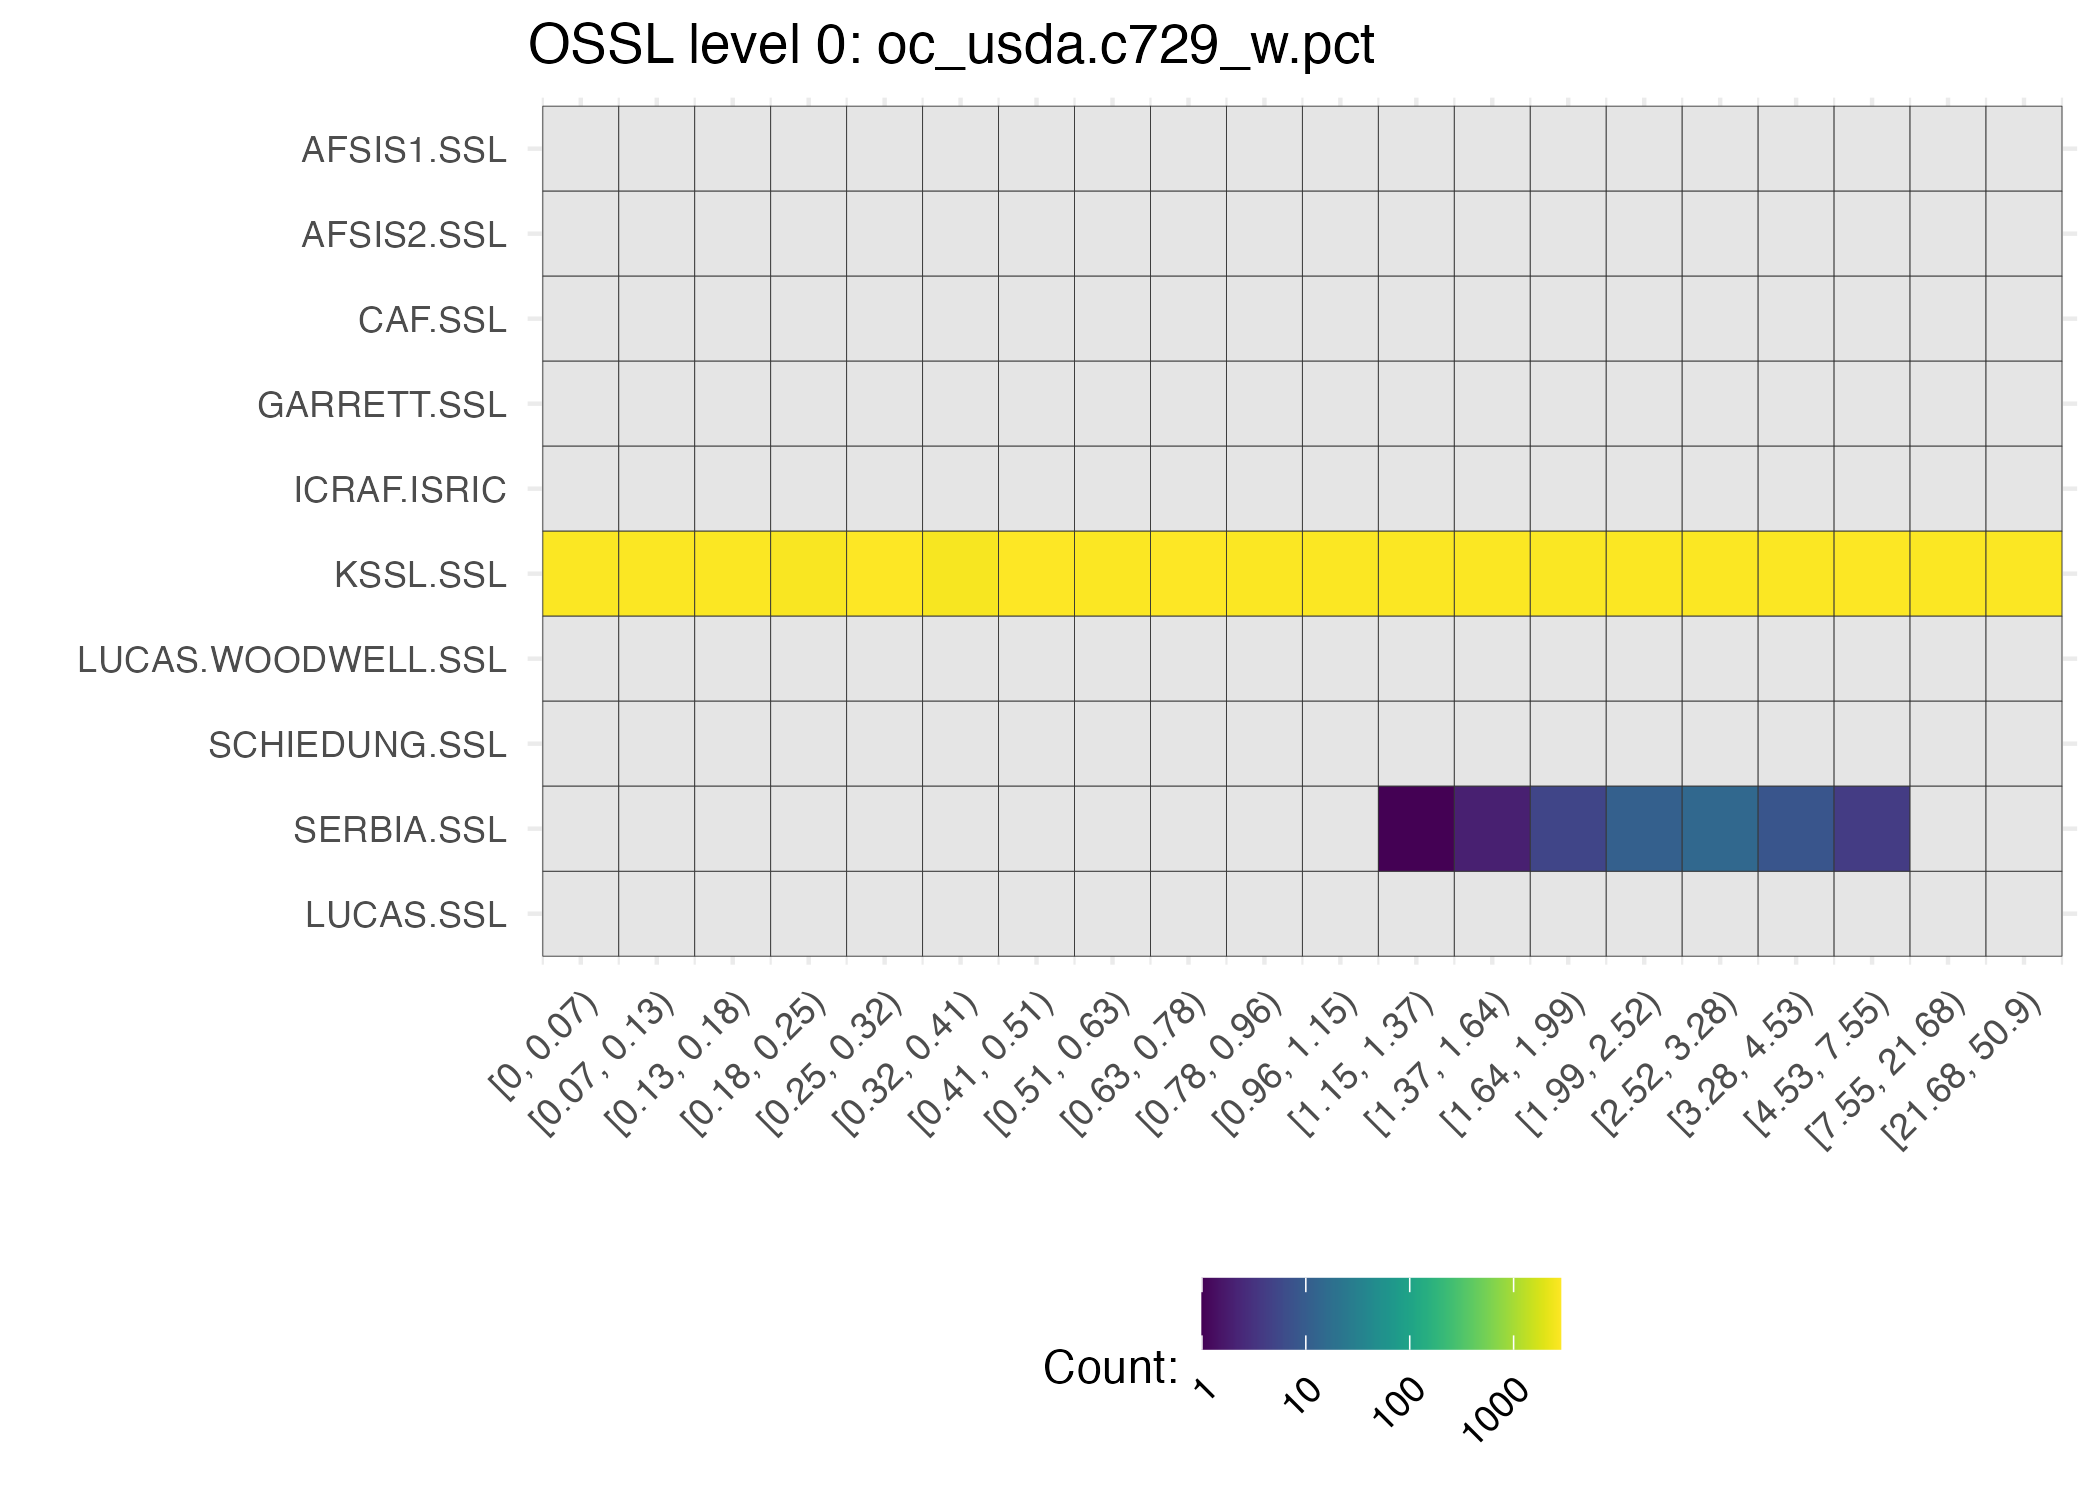 OSSL level 0: oc_usda.c729_w.pct
AFSIS1.SSL
AFSIS2.SSL
CAF.SSL
GARRETT.SSL
ICRAF.ISRIC
KSSL.SSL
LUCAS.WOODWELL.SSL
SCHIEDUNG.SSL
SERBIA.SSL
LUCAS.SSL
[0, 0.07)
[0.07, 0.13)
[0.13, 0.18)
[0.18, 0.25)
[0.25, 0.32)
[0.32, 0.41)
[0.41, 0.51)
[0.51, 0.63)
[0.63, 0.78)
[0.78, 0.96)
[0.96, 1.15)
[1.15, 1.37)
[1.37, 1.64)
[1.64, 1.99)
[1.99, 2.52)
[2.52, 3.28)
[3.28, 4.53)
[4.53, 7.55)
[7.55, 21.68)
[21.68, 50.9)
Count:
1
10
100
1000